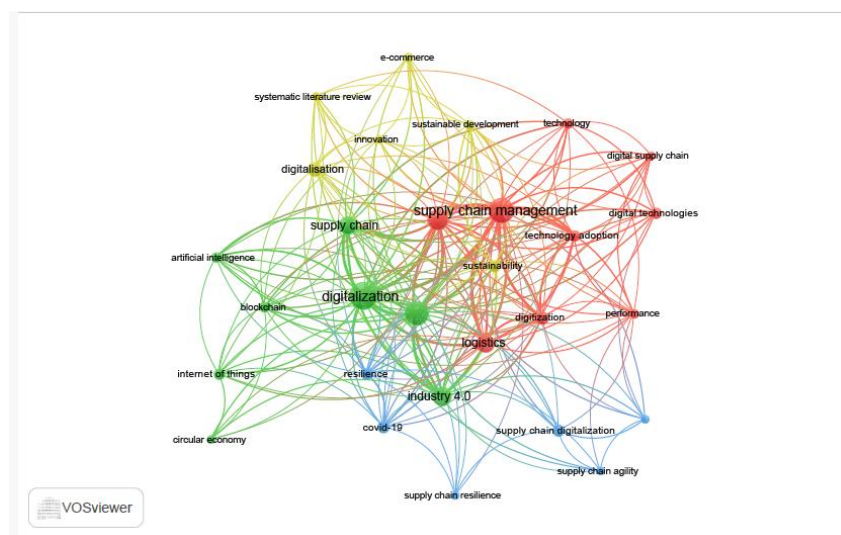 e-commerce
systematic literature review
sustainable development
technology
innovation
digital supply chain
digitalisation
supply chain management
digital technologies
supply chain
technology adoption
artificial intelligence
sustainability
digitalization
blockchain
digitization
performance
logistics
internet of things
resilience
industry 4.0
covid-19
supply chain digitalization
circular economy
supply chain agility
supply chain resilience
VOSviewer